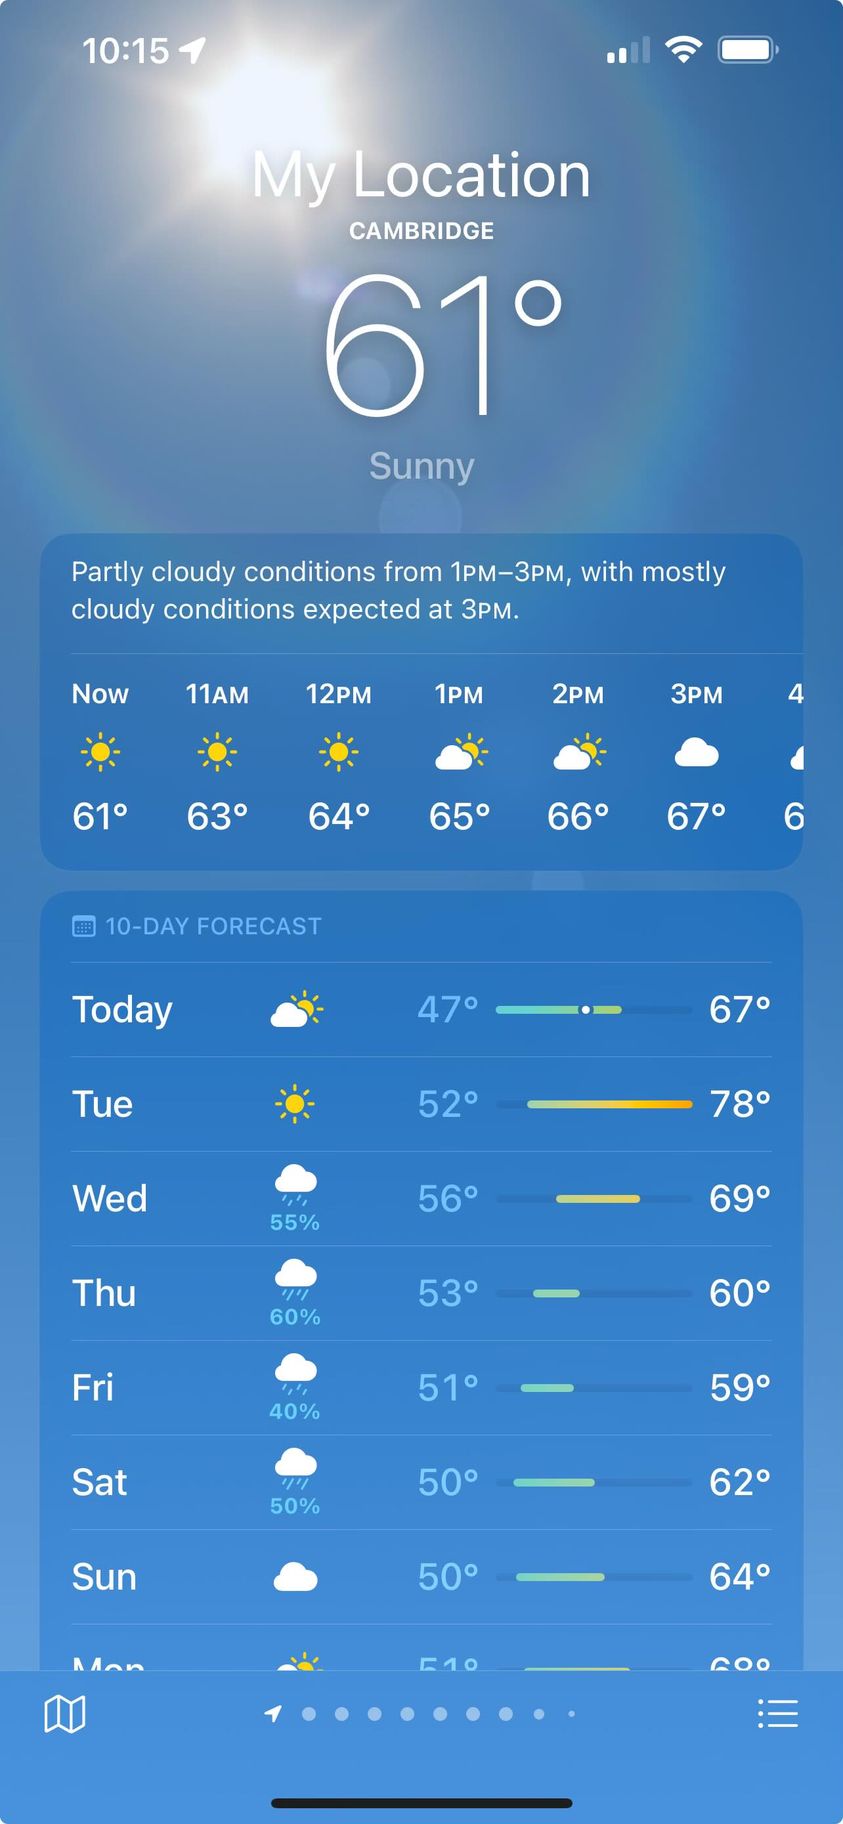 10:15
My Location
CAMBRIDGE
61°
Sunny
Partly cloudy conditions from 1PM–3PM, with mostly
cloudy conditions expected at 3PM.
Now 11AM 12PM 1PM 2PM 3PM 4
61° 63° 64° 65° 66° 67° 6
10-DAY FORECAST
Today 47° 67°
Tue 52° 78°
Wed 56° 69°
55%
Thu 53° 60°
60%
Fri 51° 59°
40%
Sat 50° 62°
50%
Sun 50° 64°
Mon 51° 68°